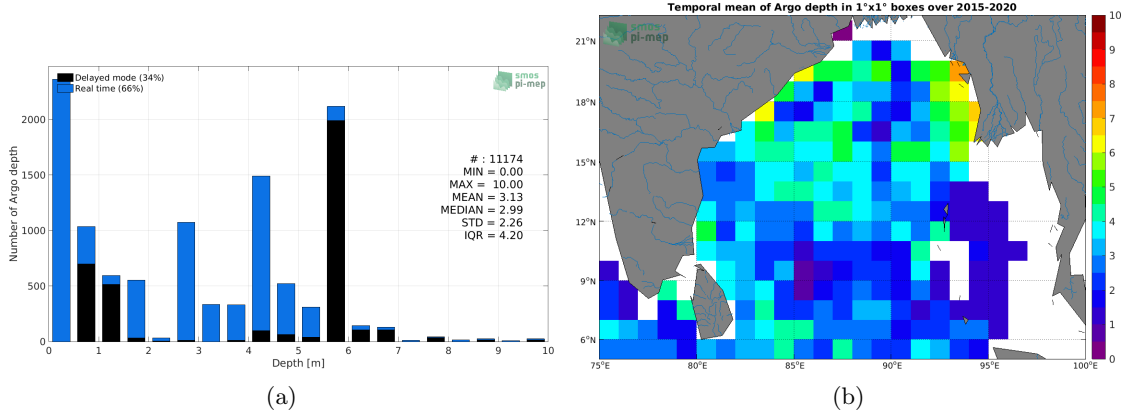 Temporal mean of Argo depth in 1°x1° boxes over 2015-2020
Delayed mode (34%)
Real time (66%)
smos
pi-mep
# : 11174
MIN = 0.00
MAX = 10.00
MEAN = 3.13
MEDIAN = 2.99
STD = 2.26
IQR = 4.20
Number of Argo depth
2000
1500
1000
500
0
0 1 2 3 4 5 6 7 8 9 10
Depth [m]
(a)
smos
pi-mep
21°N
18°N
15°N
12°N
9°N
6°N
75°E 80°E 85°E 90°E 95°E 100°E
10
9
8
7
6
5
4
3
2
1
0
(b)